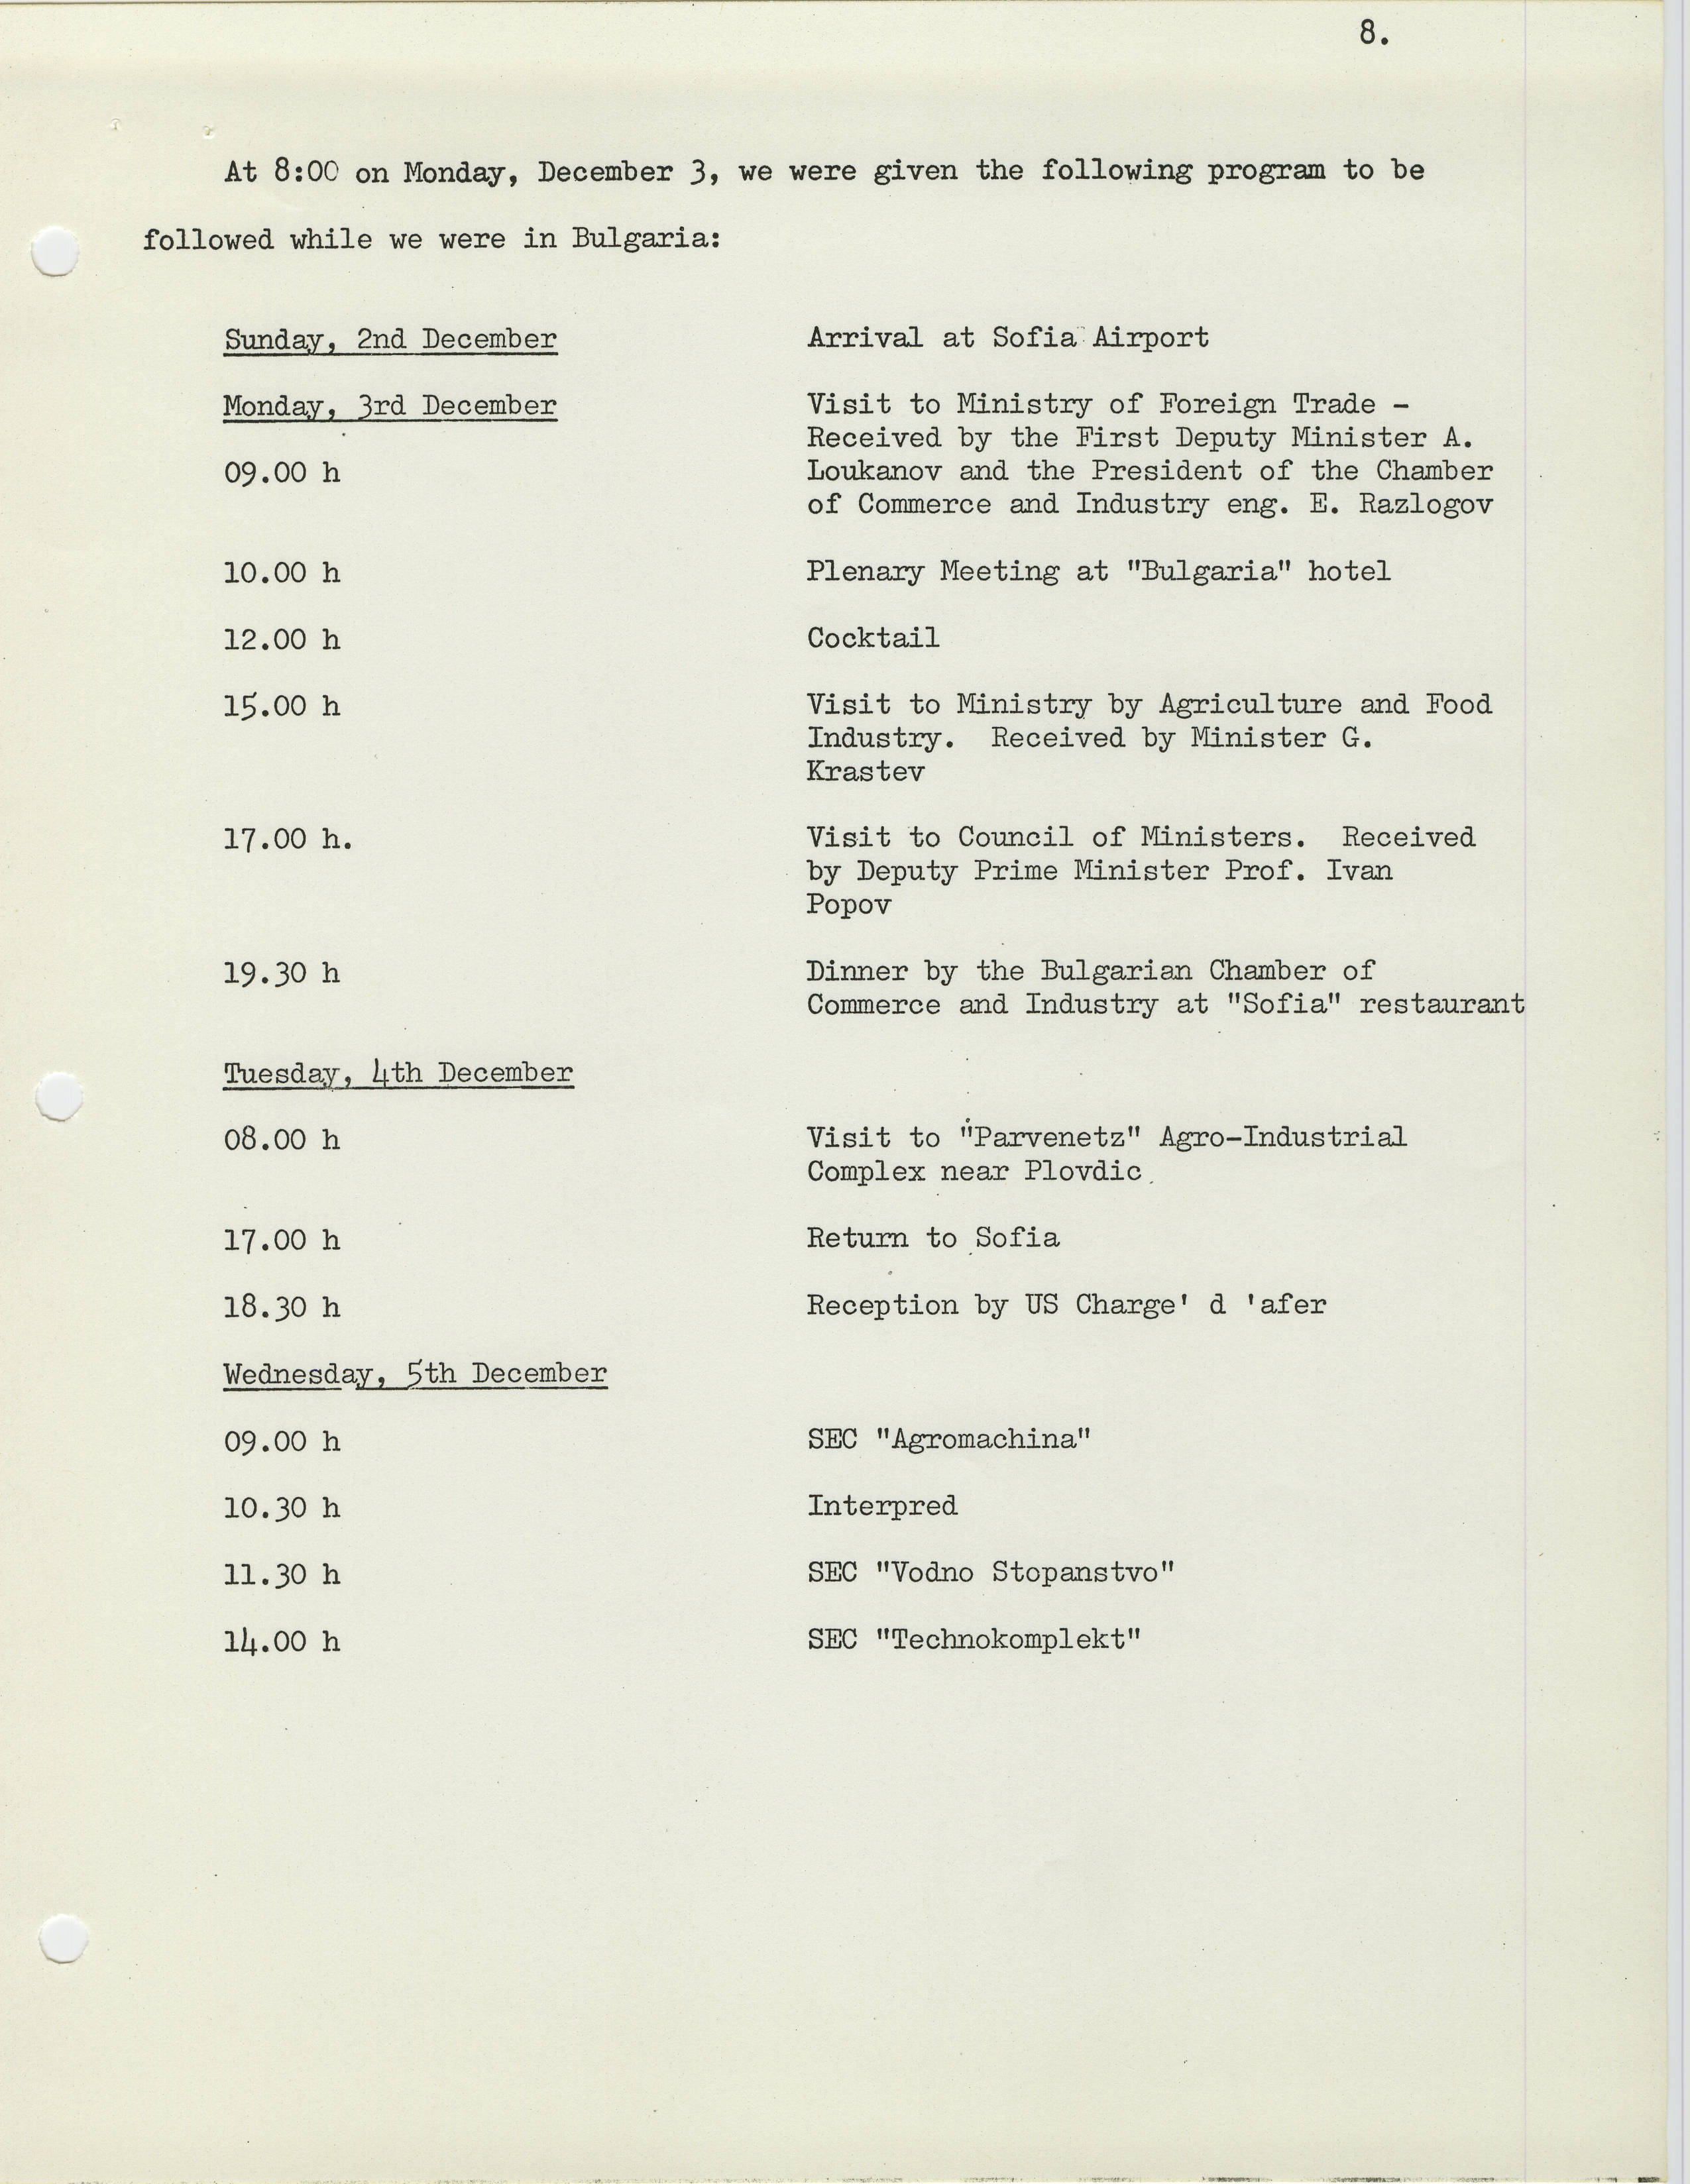 8.
At 8:00 on Monday, December 3, we were given the following program to be
followed while we were in Bulgaria:
Sunday, 2nd December Arrival at Sofia Airport
Monday, 3rd December Visit to Ministry of Foreign Trade -
Received by the First Deputy Minister A.
09.00 h Loukanov and the President of the Chamber
of Commerce and Industry eng. E. Razlogov
10.00 h Plenary Meeting at "Bulgaria" hotel
12.00 h Cocktail
15.00 h Visit to Ministry by Agriculture and Food
Industry. Received by Minister G.
Krastev
17.00 h. Visit to Council of Ministers. Received
by Deputy Prime Minister Prof. Ivan
Popov
19.30 h Dinner by the Bulgarian Chamber of
Commerce and Industry at "Sofia" restaurant
Tuesday, 4th December
08.00 h Visit to "Parvenetz" Agro-Industrial
Complex near Plovdic
17.00 h Return to Sofia
18.30 h Reception by US Charge' d 'afer
Wednesday, 5th December
09.00 h SEC "Agromachina"
10.30 h Interpred
11.30 h SEC "Vodno Stopanstvo"
14.00 h SEC "Technokomplekt"